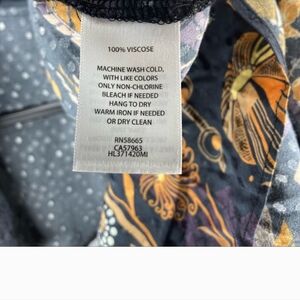 100% VISCOSE
MACHINE WASH COLD,
WITH LIKE COLORS
ONLY NON-CHLORINE
BLEACH IF NEEDED
HANG TO DRY
WARM IRON IF NEEDED
OR DRY CLEAN
RN58665
CA57963
HL371420MI